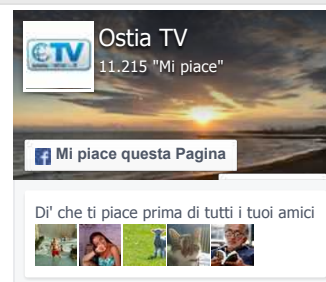 Ostia TV
TV
11.215 "Mi piace"
f Mi piace questa Pagina
Di' che ti piace prima di tutti i tuoi amici